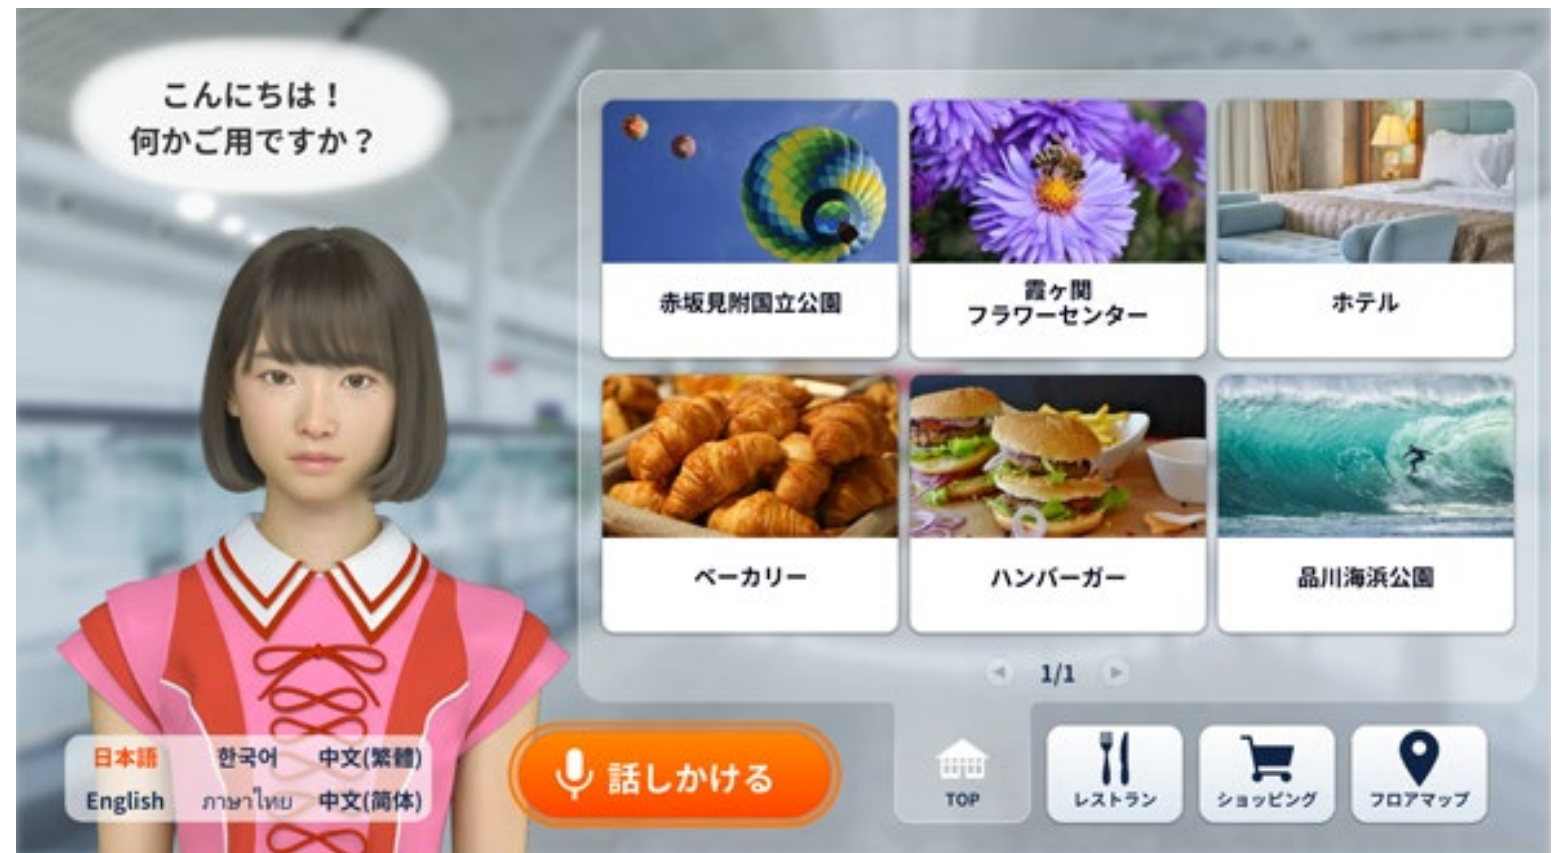 こんにちは！
何かご用ですか？
赤坂見附国立公園
霞ヶ関
フラワーセンター
ホテル
ベーカリー
ハンバーガー
品川海浜公園
1/1
日本語 한국어 中文(繁體)
English ภาษาไทย 中文(简体)
話しかける
TOP
レストラン
ショッピング
フロアマップ